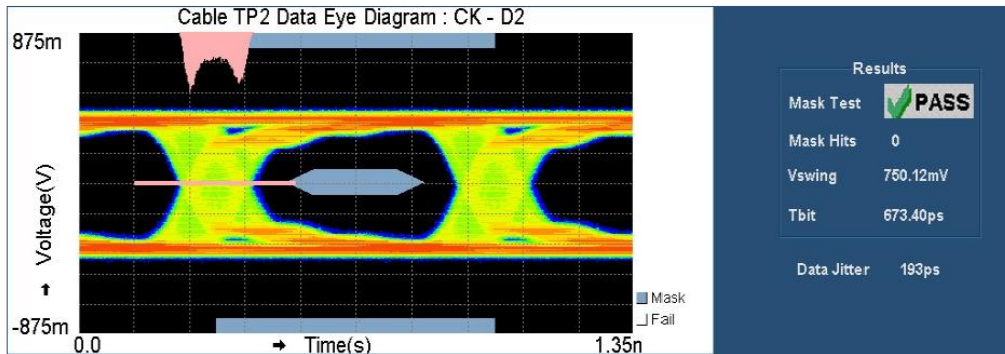 Cable TP2 Data Eye Diagram : CK - D2
875m
Voltage(V)
-875m
0.0
Time(s)
1.35n
Mask
Fail
Results
Mask Test PASS
Mask Hits 0
Vswing 750.12mV
Tbit 673.40ps
Data Jitter 193ps